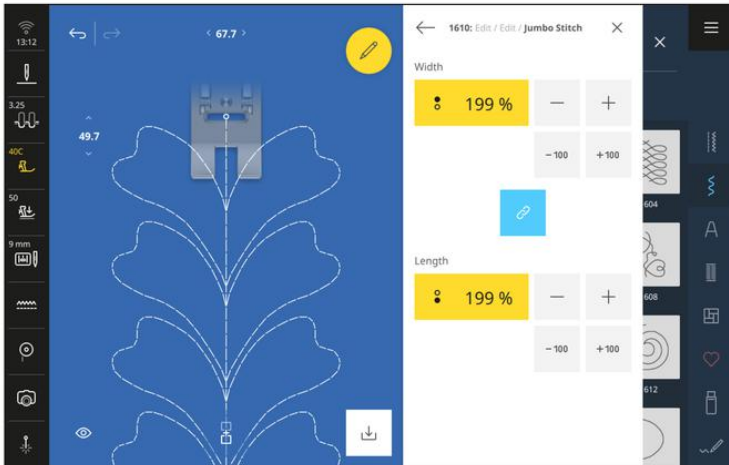 13:12
3.25
40C
50
9 mm
< 67.7 >
49.7
1610: Edit / Edit / Jumbo Stitch
Width
199 %
− +
−100 +100
Length
199 %
− +
−100 +100
604
608
612
A